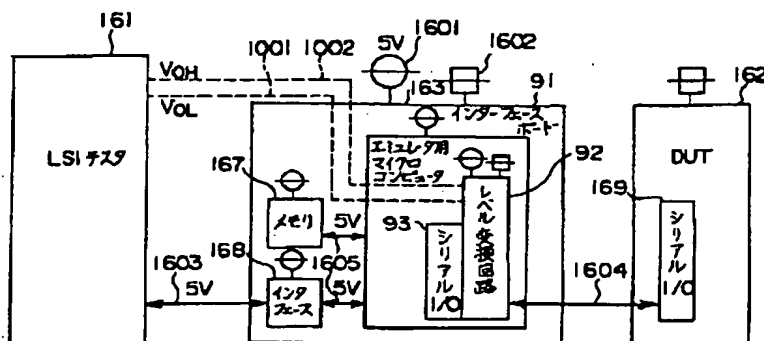 161
1001
1002
5V
1601
1602
163
91
162
VOH
VOL
インターフェース
ボード
エミュレタ用
マイクロ
コンピュータ
92
LSIテスタ
DUT
167
メモリ
5V
93
レベル変換回路
シリアル
I/O
169
シリアル
I/O
1603
5V
168
1605
5V
インタ
フェース
1604